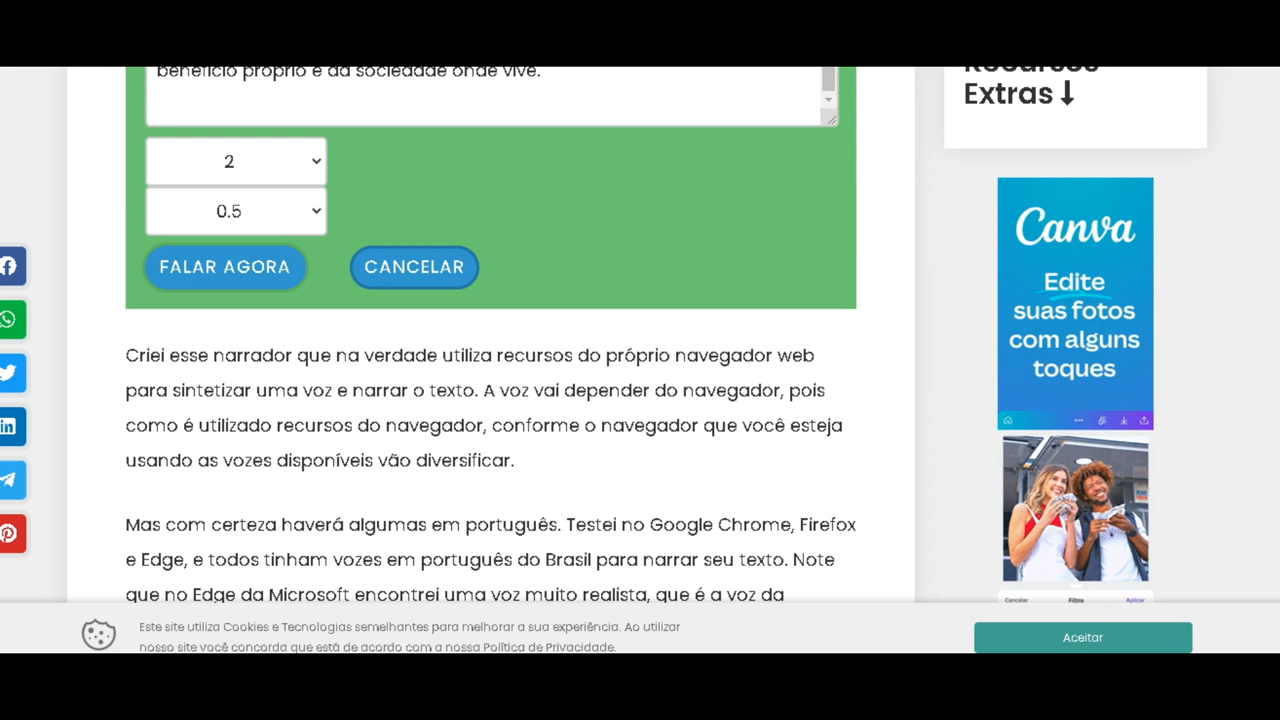 benefício próprio e da sociedade onde vive.
2
0.5
FALAR AGORA
CANCELAR
Criei esse narrador que na verdade utiliza recursos do próprio navegador web
para sintetizar uma voz e narrar o texto. A voz vai depender do navegador, pois
como é utilizado recursos do navegador, conforme o navegador que você esteja
usando as vozes disponíveis vão diversificar.
Mas com certeza haverá algumas em português. Testei no Google Chrome, Firefox
e Edge, e todos tinham vozes em português do Brasil para narrar seu texto. Note
que no Edge da Microsoft encontrei uma voz muito realista, que é a voz da
Recursos
Extras
Canva
Edite
suas fotos
com alguns
toques
Cancelar
Filtro
Aplicar
Este site utiliza Cookies e Tecnologias semelhantes para melhorar a sua experiência. Ao utilizar
nosso site você concorda que está de acordo com a nossa Política de Privacidade.
Aceitar